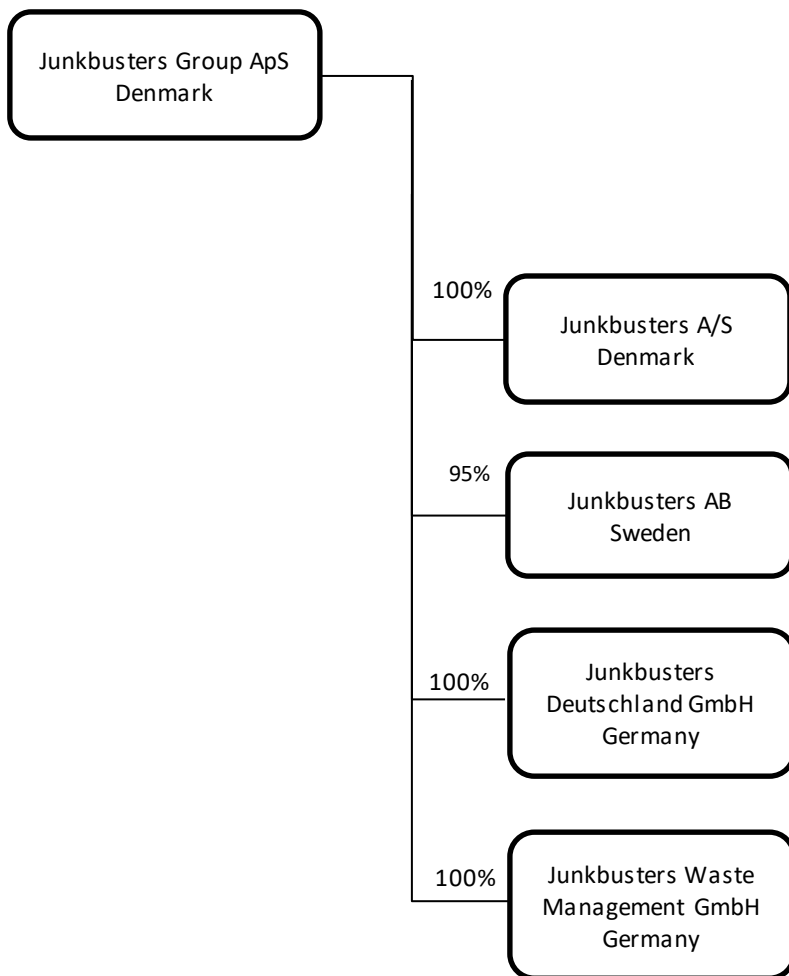 Junkbusters Group ApS
Denmark
100%
Junkbusters A/S
Denmark
95%
Junkbusters AB
Sweden
100%
Junkbusters
Deutschland GmbH
Germany
100%
Junkbusters Waste
Management GmbH
Germany